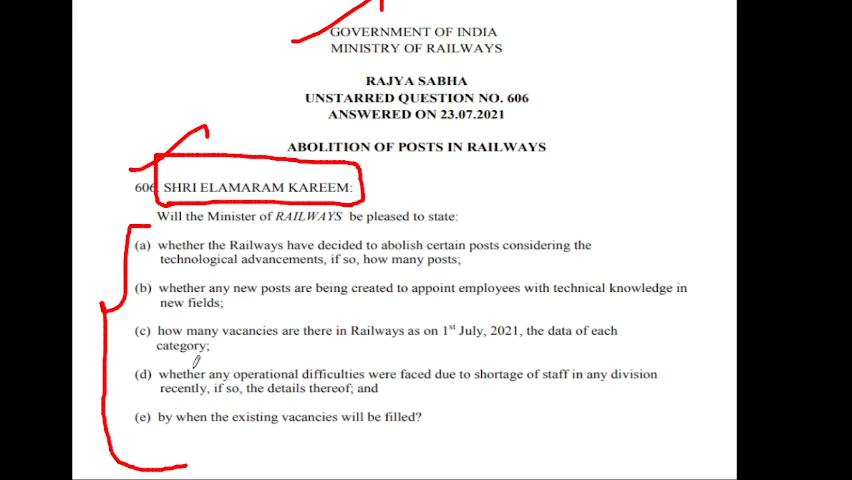 GOVERNMENT OF INDIA
MINISTRY OF RAILWAYS
RAJYA SABHA
UNSTARRED QUESTION NO. 606
ANSWERED ON 23.07.2021
ABOLITION OF POSTS IN RAILWAYS
606. SHRI ELAMARAM KAREEM:
Will the Minister of RAILWAYS be pleased to state:
(a) whether the Railways have decided to abolish certain posts considering the
technological advancements, if so, how many posts;
(b) whether any new posts are being created to appoint employees with technical knowledge in
new fields;
(c) how many vacancies are there in Railways as on 1st July, 2021, the data of each
category;
(d) whether any operational difficulties were faced due to shortage of staff in any division
recently, if so, the details thereof; and
(e) by when the existing vacancies will be filled?